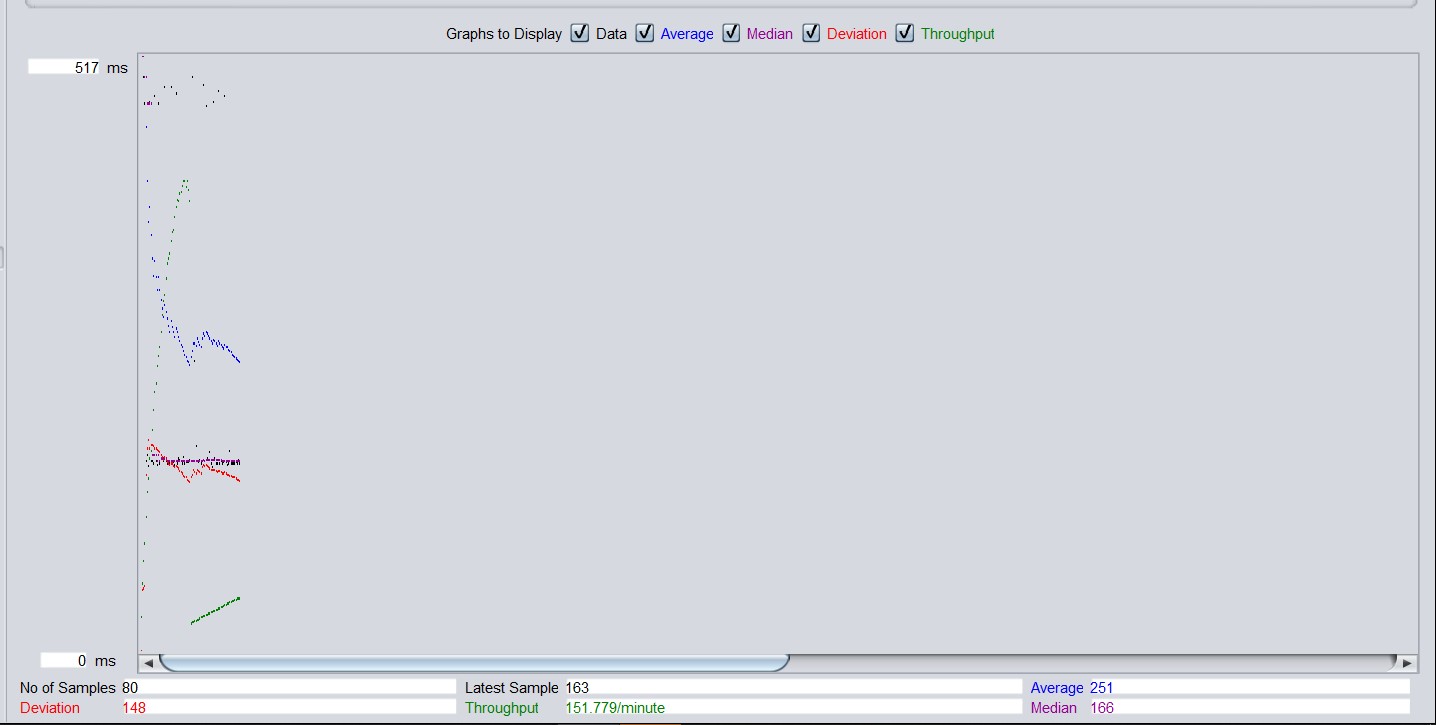 Graphs to Display Data Average Median Deviation Throughput
517 ms
0 ms
No of Samples 80 Latest Sample 163 Average 251
Deviation 148 Throughput 151.779/minute Median 166